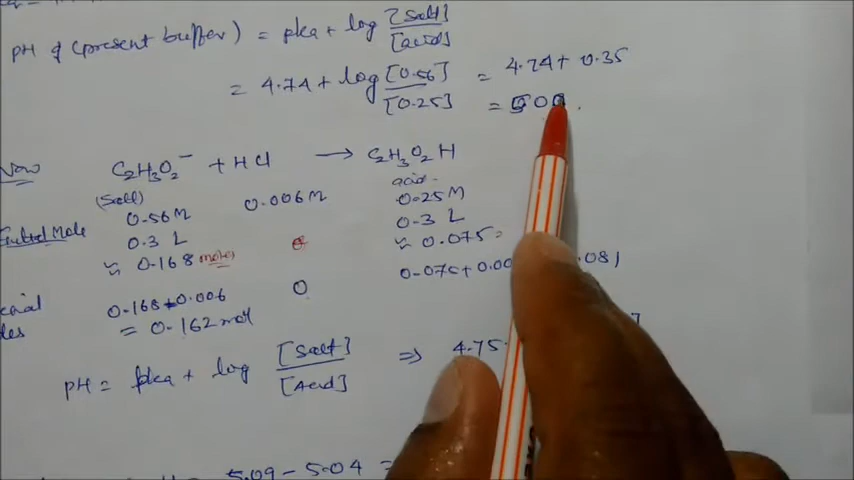 PH of (present buffer) = pka + log [Salt]/[acid]
= 4.74 + log [0.56]/[0.25] = 4.74 + 0.35
= 5.09
Now C₂H₃O₂⁻ + HCl → C₂H₃O₂H
(Salt) acid
0.56 M 0.006 M 0.25 M
0.3 L 0.3 L
≈ 0.168 moles ≈ 0.075
0.168 + 0.006 0 0.075 + 0.00 .081
= 0.162 mol
PH = pka + log [Salt]/[Acid] ⇒ 4.75
5.09 - 5.04 =